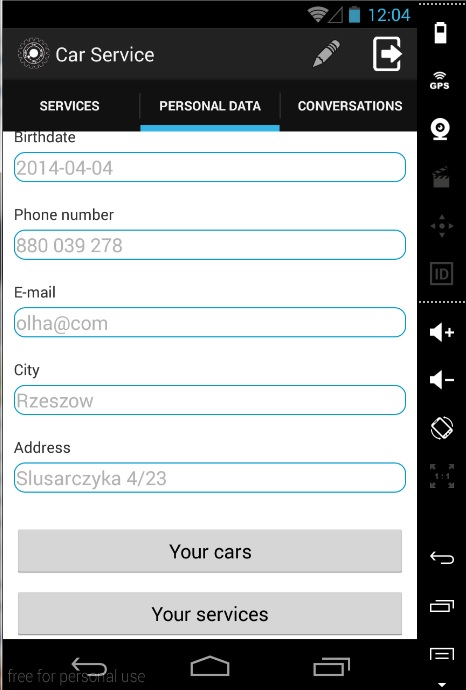 12:04
Car Service
GPS
SERVICES PERSONAL DATA CONVERSATIONS
Birthdate
2014-04-04
Phone number
880 039 278
ID
E-mail
olha@com
City
Rzeszow
Address
Slusarczyka 4/23
1:1
Your cars
Your services
free for personal use